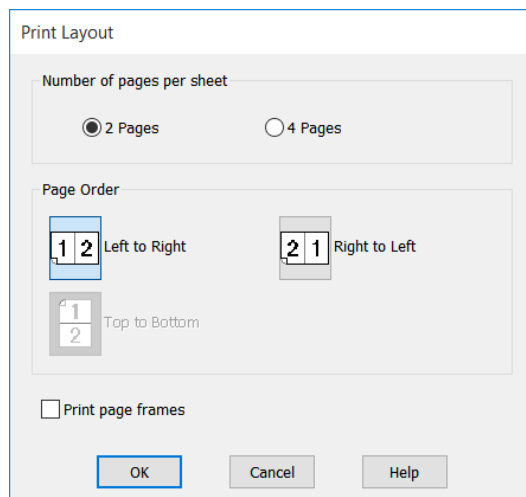 Print Layout
Number of pages per sheet
2 Pages 4 Pages
Page Order
1 2 Left to Right 2 1 Right to Left
1
2 Top to Bottom
Print page frames
OK Cancel Help